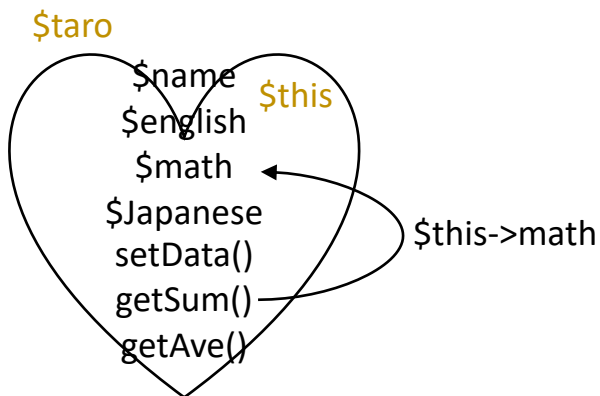 $taro
$name
$this
$english
$math
$Japanese
$this->math
setData()
getSum()
getAve()